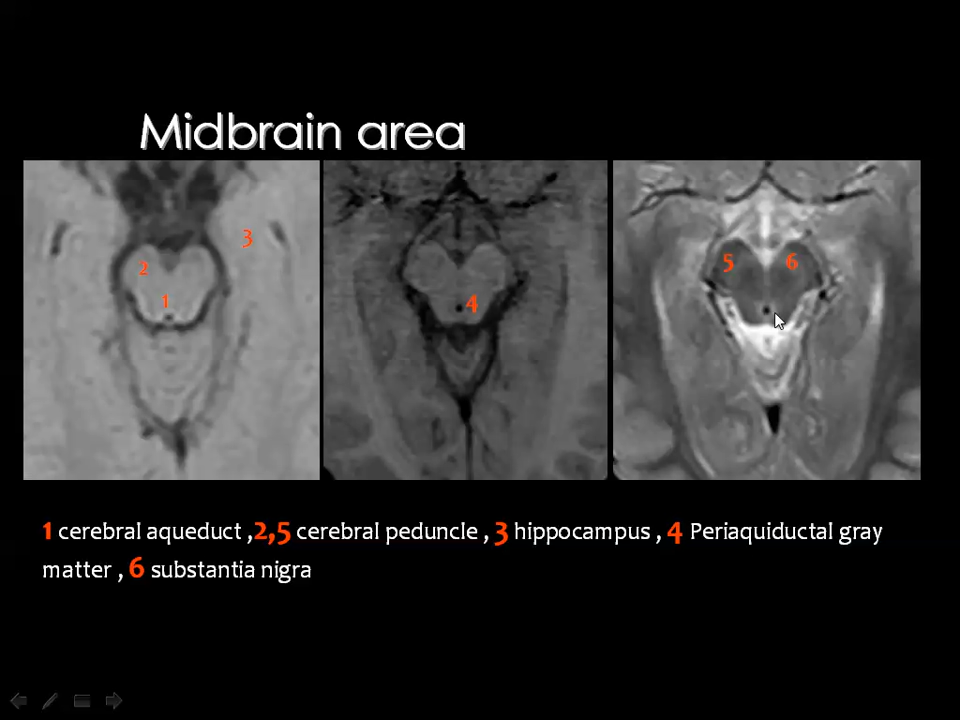 Midbrain area
3
2
1
4
5 6
1 cerebral aqueduct ,2,5 cerebral peduncle , 3 hippocampus , 4 Periaquiductal gray
matter , 6 substantia nigra